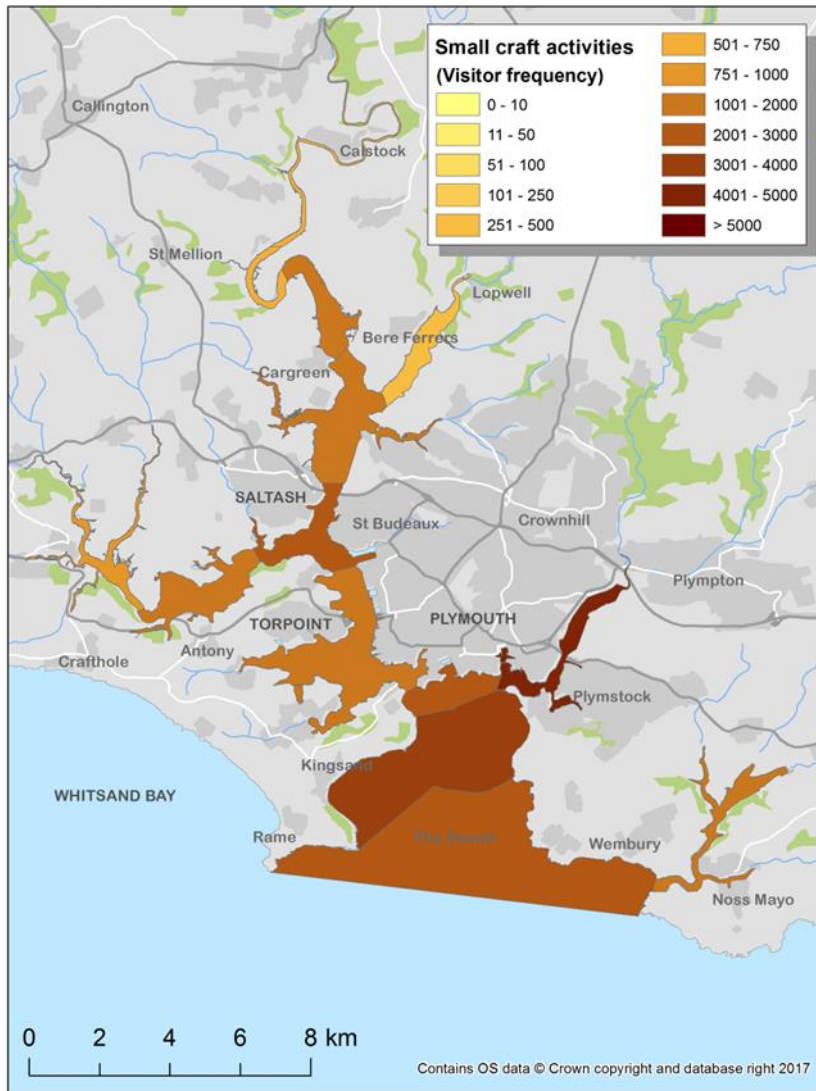 Small craft activities
(Visitor frequency)
0 - 10
11 - 50
51 - 100
101 - 250
251 - 500
501 - 750
751 - 1000
1001 - 2000
2001 - 3000
3001 - 4000
4001 - 5000
> 5000
Callington
Calstock
St Mellion
Lopwell
Bere Ferrers
Cargreen
SALTASH
St Budeaux
Crownhill
Plympton
TORPOINT
PLYMOUTH
Antony
Crafthole
Plymstock
Kingsand
WHITSAND BAY
Rame
The Sound
Wembury
Noss Mayo
0 2 4 6 8 km
Contains OS data © Crown copyright and database right 2017